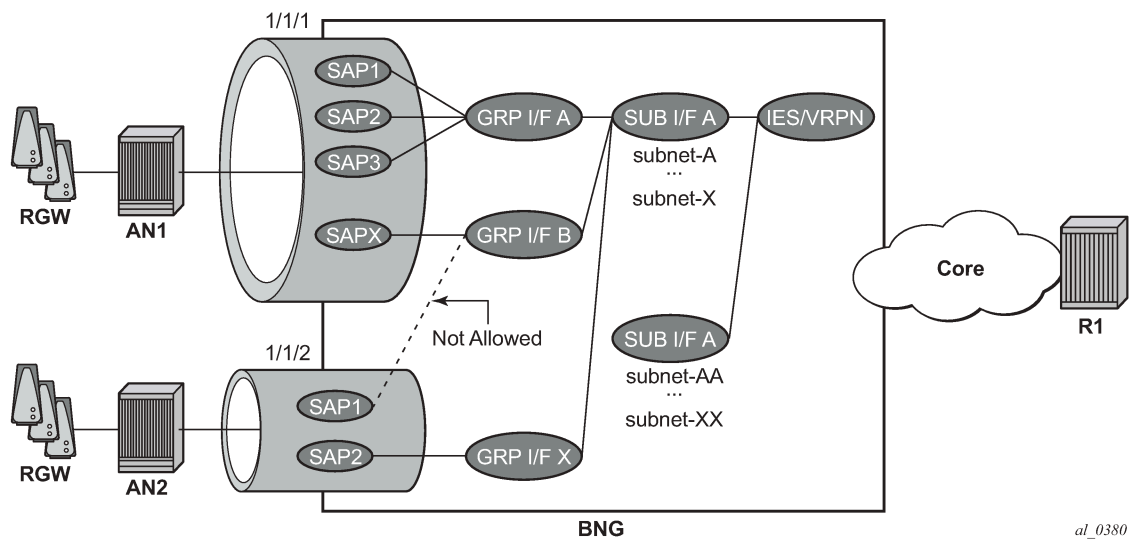 1/1/1
SAP1
SAP2
SAP3
SAPX
GRP I/F A
SUB I/F A
IES/VRPN
subnet-A
...
subnet-X
GRP I/F B
RGW
AN1
Not Allowed
Core
R1
SUB I/F A
subnet-AA
...
subnet-XX
1/1/2
SAP1
SAP2
GRP I/F X
RGW
AN2
BNG
al_0380